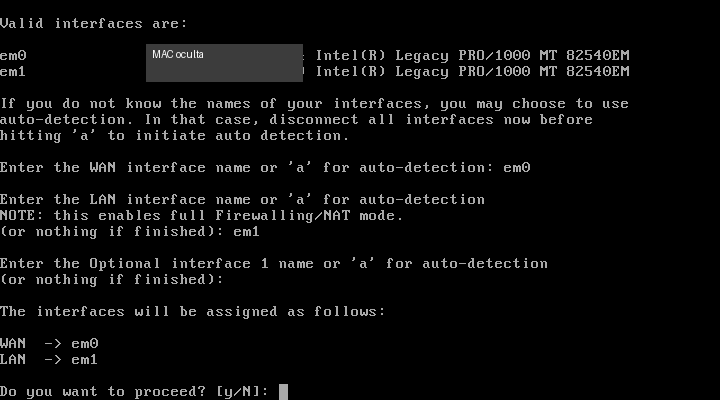 Valid interfaces are:
em0 MAC oculta : Intel(R) Legacy PRO/1000 MT 82540EM
em1 Intel(R) Legacy PRO/1000 MT 82540EM
If you do not know the names of your interfaces, you may choose to use
auto-detection. In that case, disconnect all interfaces now before
hitting 'a' to initiate auto detection.
Enter the WAN interface name or 'a' for auto-detection: em0
Enter the LAN interface name or 'a' for auto-detection
NOTE: this enables full Firewalling/NAT mode.
(or nothing if finished): em1
Enter the Optional interface 1 name or 'a' for auto-detection
(or nothing if finished):
The interfaces will be assigned as follows:
WAN  -> em0
LAN  -> em1
Do you want to proceed? [y/N]: